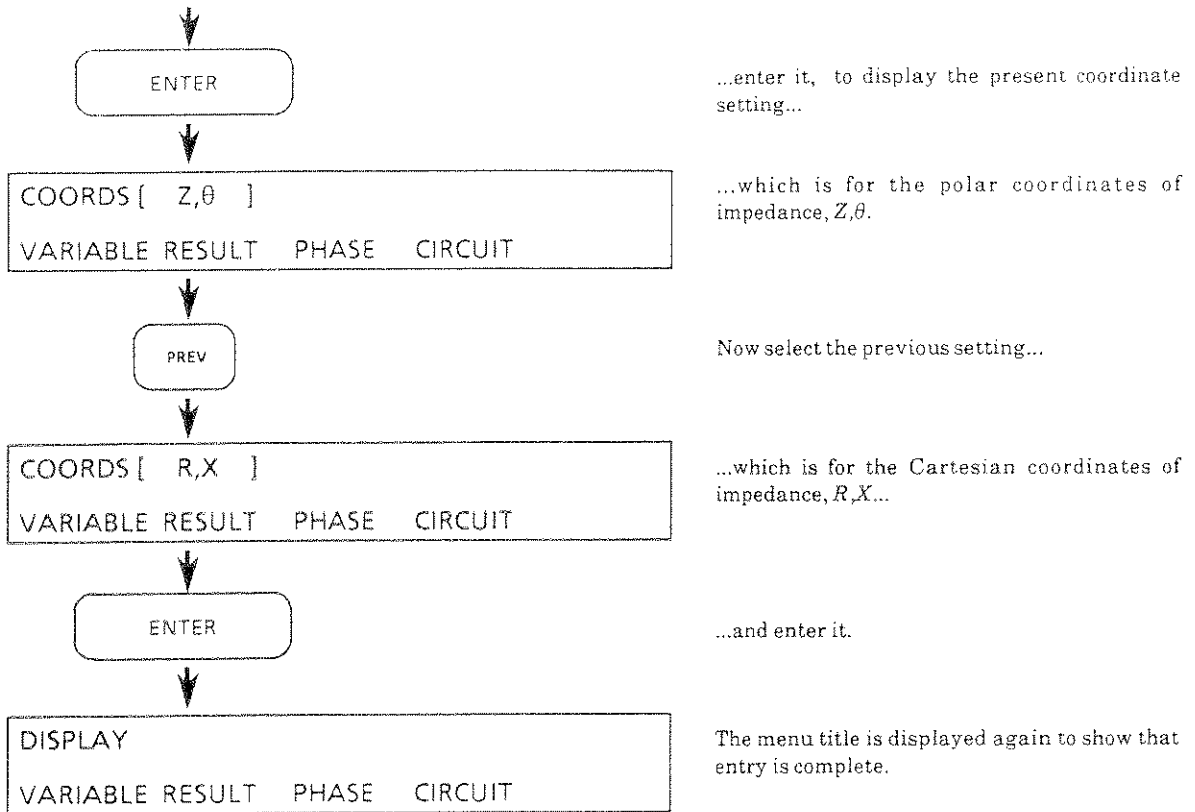 ENTER
...enter it, to display the present coordinate
setting...
COORDS [ Z,θ ]
VARIABLE RESULT PHASE CIRCUIT
...which is for the polar coordinates of
impedance, Z,θ.
PREV
Now select the previous setting...
COORDS [ R,X ]
VARIABLE RESULT PHASE CIRCUIT
...which is for the Cartesian coordinates of
impedance, R,X...
ENTER
...and enter it.
DISPLAY
VARIABLE RESULT PHASE CIRCUIT
The menu title is displayed again to show that
entry is complete.